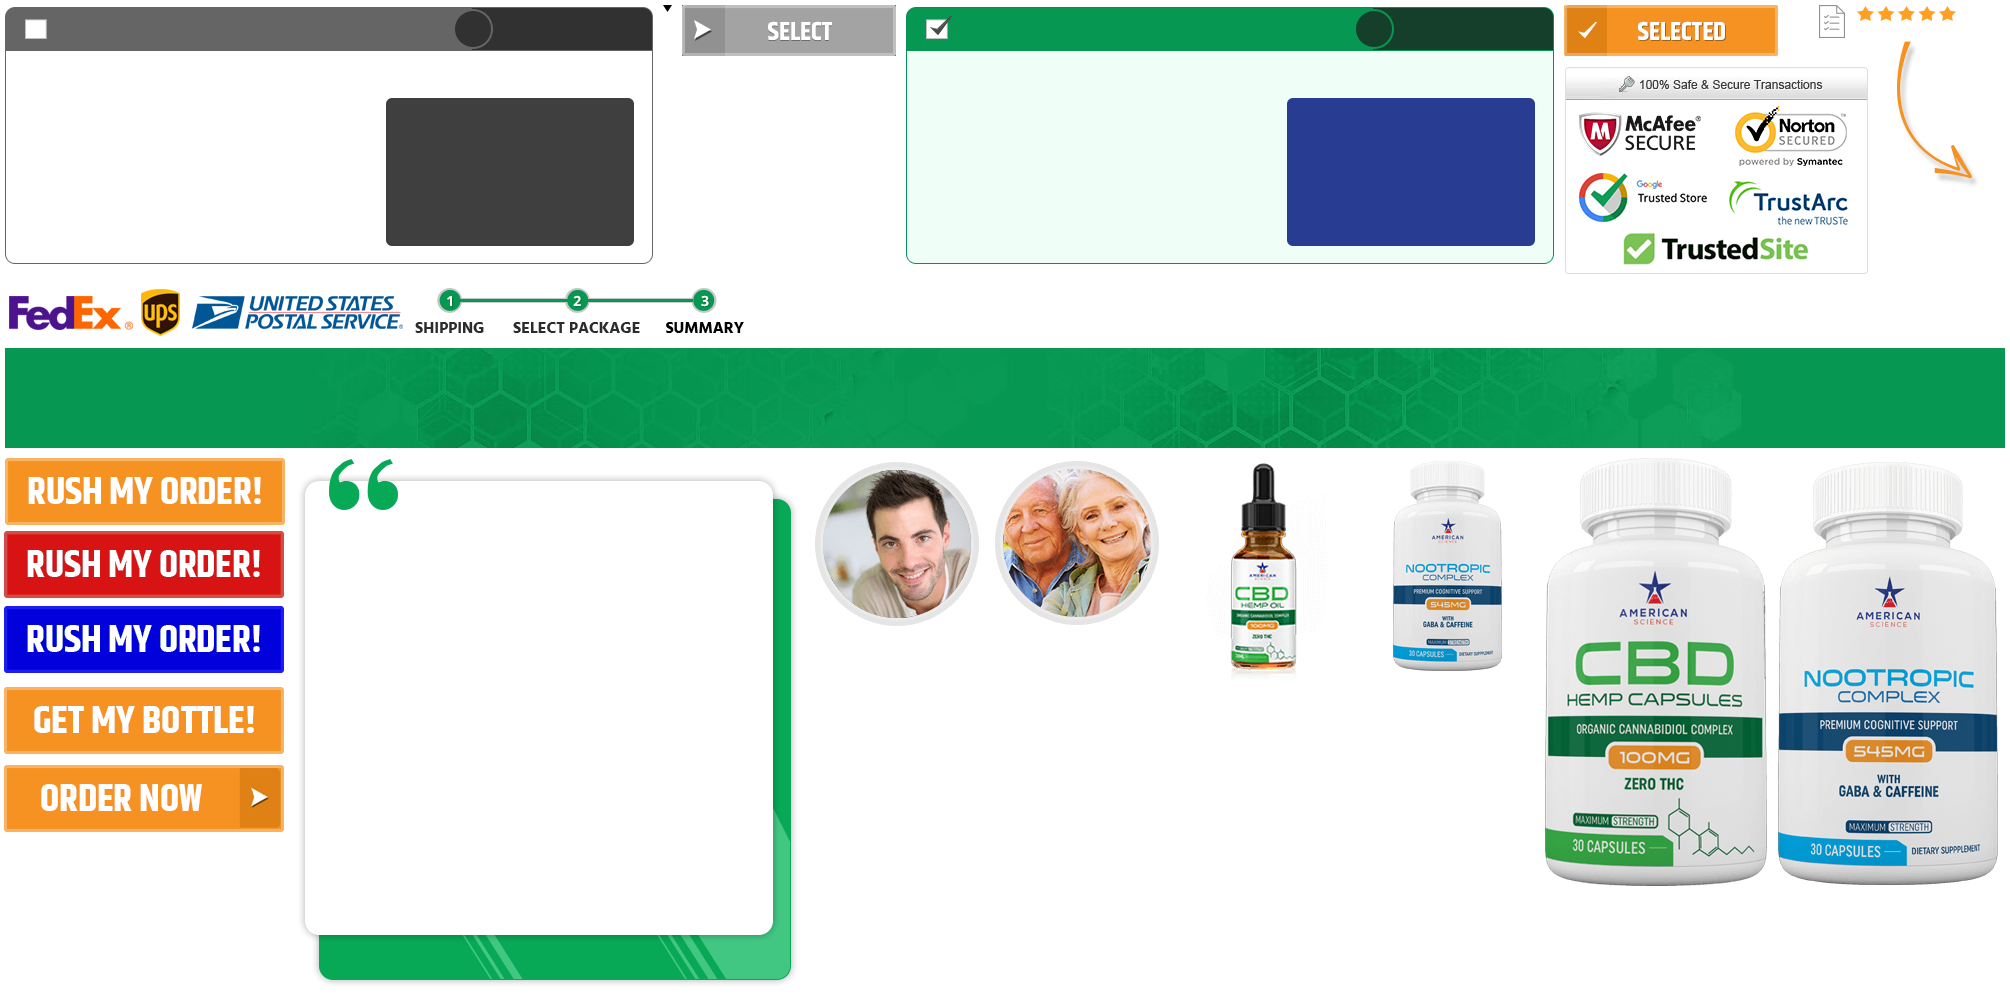 SELECT
SELECTED
100% Safe & Secure Transactions
McAfee®
SECURE
Norton™
SECURED
powered by Symantec
Google
Trusted Store
TrustArc
the new TRUSTe
TrustedSite
FedEx®
ups
UNITED STATES
POSTAL SERVICE®
1 2 3
SHIPPING SELECT PACKAGE SUMMARY
RUSH MY ORDER!
RUSH MY ORDER!
RUSH MY ORDER!
GET MY BOTTLE!
ORDER NOW
“
AMERICAN
SCIENCE
CBD
HEMP OIL
ORGANIC CANNABIDIOL COMPLEX
100MG
ZERO THC
AMERICAN
SCIENCE
NOOTROPIC
COMPLEX
PREMIUM COGNITIVE SUPPORT
545MG
WITH
GABA & CAFFEINE
MAXIMUM STRENGTH
30 CAPSULES
DIETARY SUPPPLEMENT
AMERICAN
SCIENCE
CBD
HEMP CAPSULES
ORGANIC CANNABIDIOL COMPLEX
100MG
ZERO THC
MAXIMUM STRENGTH
30 CAPSULES
AMERICAN
SCIENCE
NOOTROPIC
COMPLEX
PREMIUM COGNITIVE SUPPORT
545MG
WITH
GABA & CAFFEINE
MAXIMUM STRENGTH
30 CAPSULES
DIETARY SUPPPLEMENT